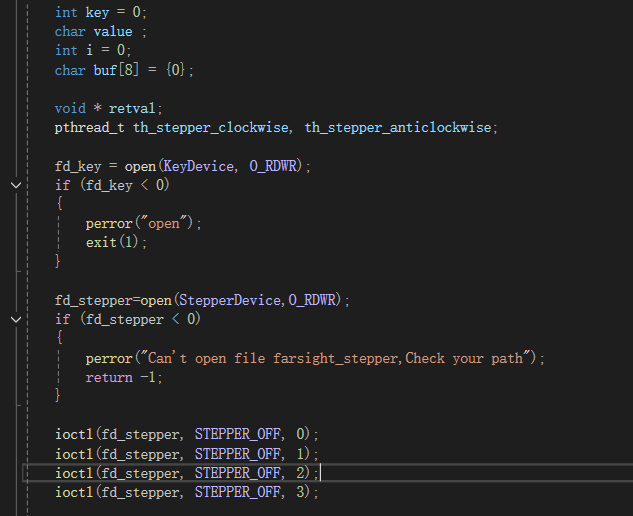 int key = 0;
char value ;
int i = 0;
char buf[8] = {0};
void * retval;
pthread_t th_stepper_clockwise, th_stepper_anticlockwise;
fd_key = open(KeyDevice, O_RDWR);
if (fd_key < 0)
{
perror("open");
exit(1);
}
fd_stepper=open(StepperDevice,O_RDWR);
if (fd_stepper < 0)
{
perror("Can't open file farsight_stepper,Check your path");
return -1;
}
ioctl(fd_stepper, STEPPER_OFF, 0);
ioctl(fd_stepper, STEPPER_OFF, 1);
ioctl(fd_stepper, STEPPER_OFF, 2);
ioctl(fd_stepper, STEPPER_OFF, 3);